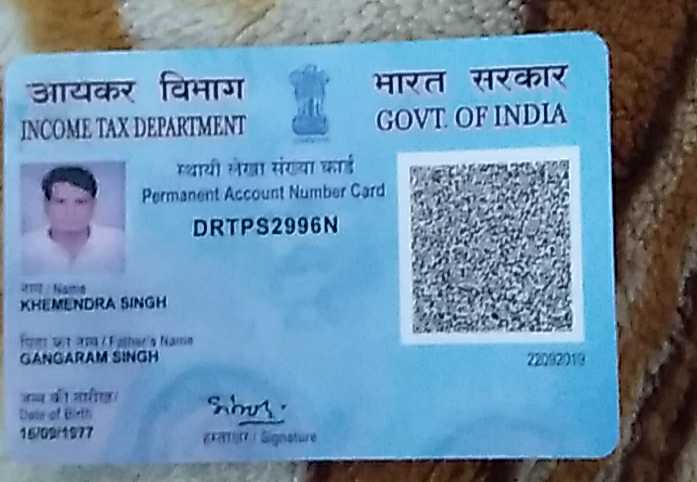 आयकर विभाग
INCOME TAX DEPARTMENT
भारत सरकार
GOVT. OF INDIA
स्थायी लेखा संख्या कार्ड
Permanent Account Number Card
DRTPS2996N
नाम / Name
KHEMENDRA SINGH
पिता का नाम / Father's Name
GANGARAM SINGH
22092019
जन्म की तारीख /
Date of Birth
16/09/1977
हस्ताक्षर / Signature